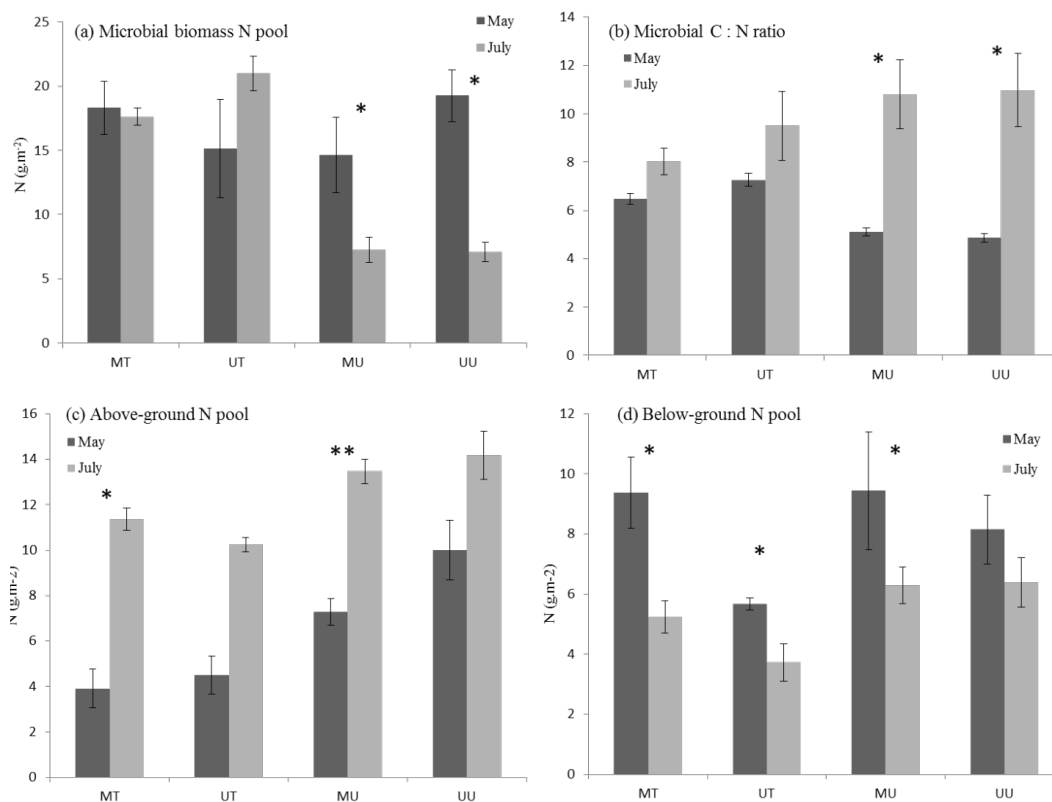 (a) Microbial biomass N pool
May
July
25
20
15
10
5
0
N (g.m-2)
*
*
MT UT MU UU
(b) Microbial C : N ratio
May
July
14
12
10
8
6
4
2
0
*
*
MT UT MU UU
(c) Above-ground N pool
May
July
16
14
12
10
8
6
4
2
0
N (g.m-2)
*
**
MT UT MU UU
(d) Below-ground N pool
May
July
12
10
8
6
4
2
0
N (g.m-2)
*
*
*
MT UT MU UU